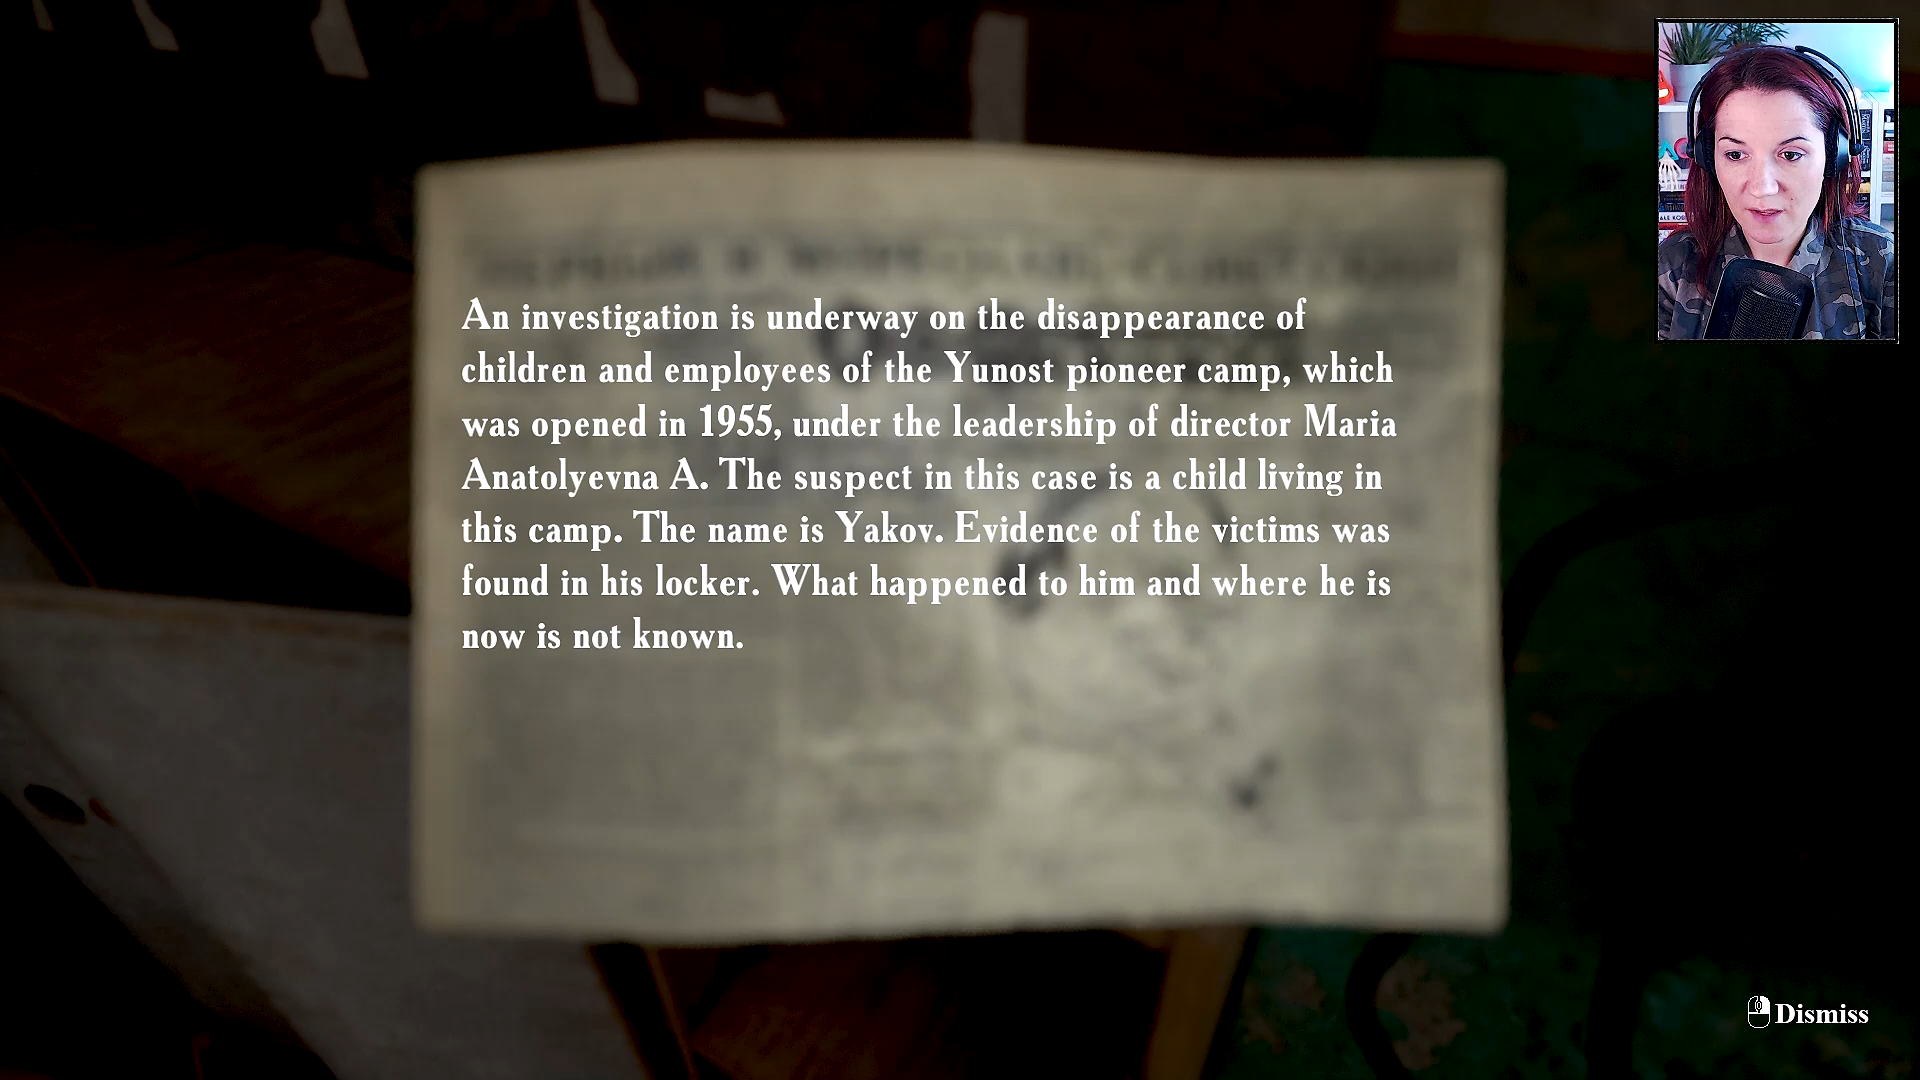 An investigation is underway on the disappearance of
children and employees of the Yunost pioneer camp, which
was opened in 1955, under the leadership of director Maria
Anatolyevna A. The suspect in this case is a child living in
this camp. The name is Yakov. Evidence of the victims was
found in his locker. What happened to him and where he is
now is not known.
Dismiss